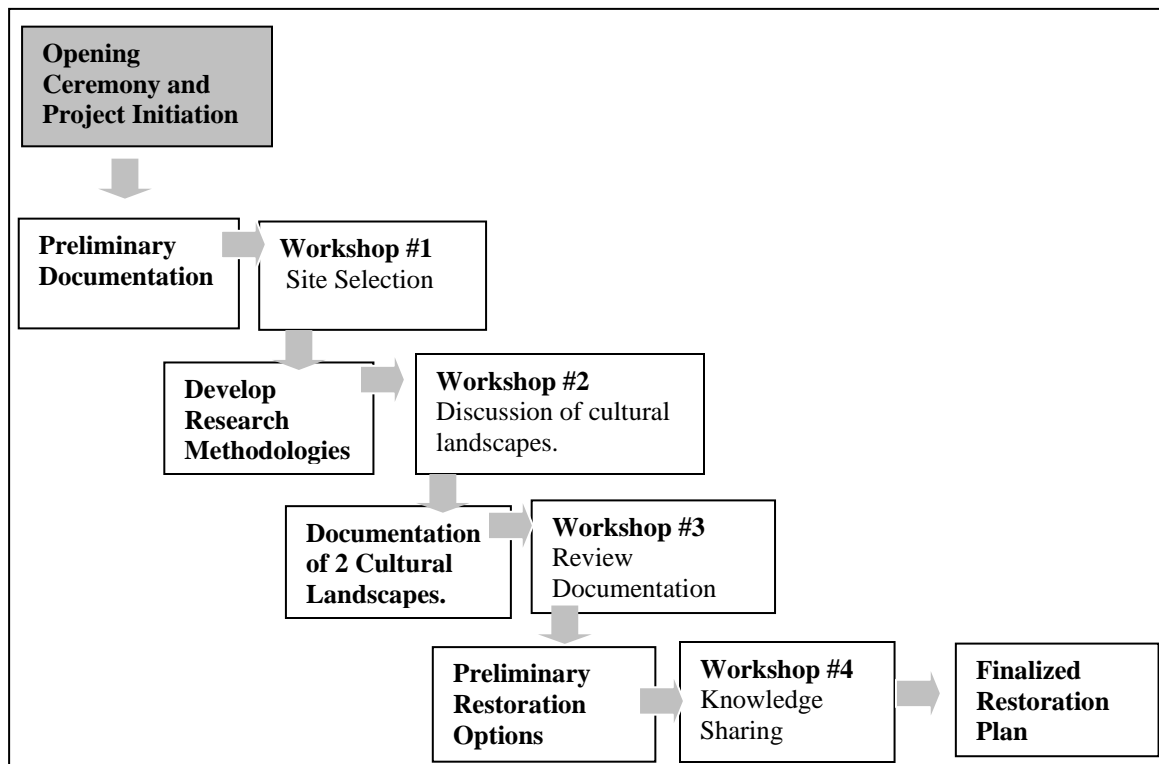 Opening
Ceremony and
Project Initiation
Preliminary
Documentation
Workshop #1
Site Selection
Develop
Research
Methodologies
Workshop #2
Discussion of cultural
landscapes.
Documentation
of 2 Cultural
Landscapes.
Workshop #3
Review
Documentation
Preliminary
Restoration
Options
Workshop #4
Knowledge
Sharing
Finalized
Restoration
Plan